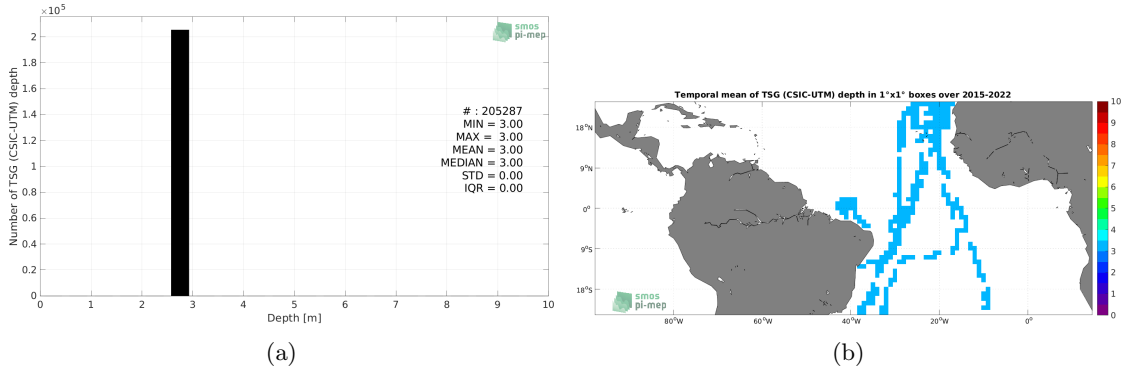 ×10⁵
smos
pi-mep
2
1.8
1.6
1.4
1.2
1
0.8
0.6
0.4
0.2
0
Number of TSG (CSIC-UTM) depth
# : 205287
MIN = 3.00
MAX = 3.00
MEAN = 3.00
MEDIAN = 3.00
STD = 0.00
IQR = 0.00
0 1 2 3 4 5 6 7 8 9 10
Depth [m]
(a)
Temporal mean of TSG (CSIC-UTM) depth in 1°x1° boxes over 2015-2022
18°N
9°N
0°
9°S
18°S
smos
pi-mep
80°W 60°W 40°W 20°W 0°
10
9
8
7
6
5
4
3
2
1
0
(b)